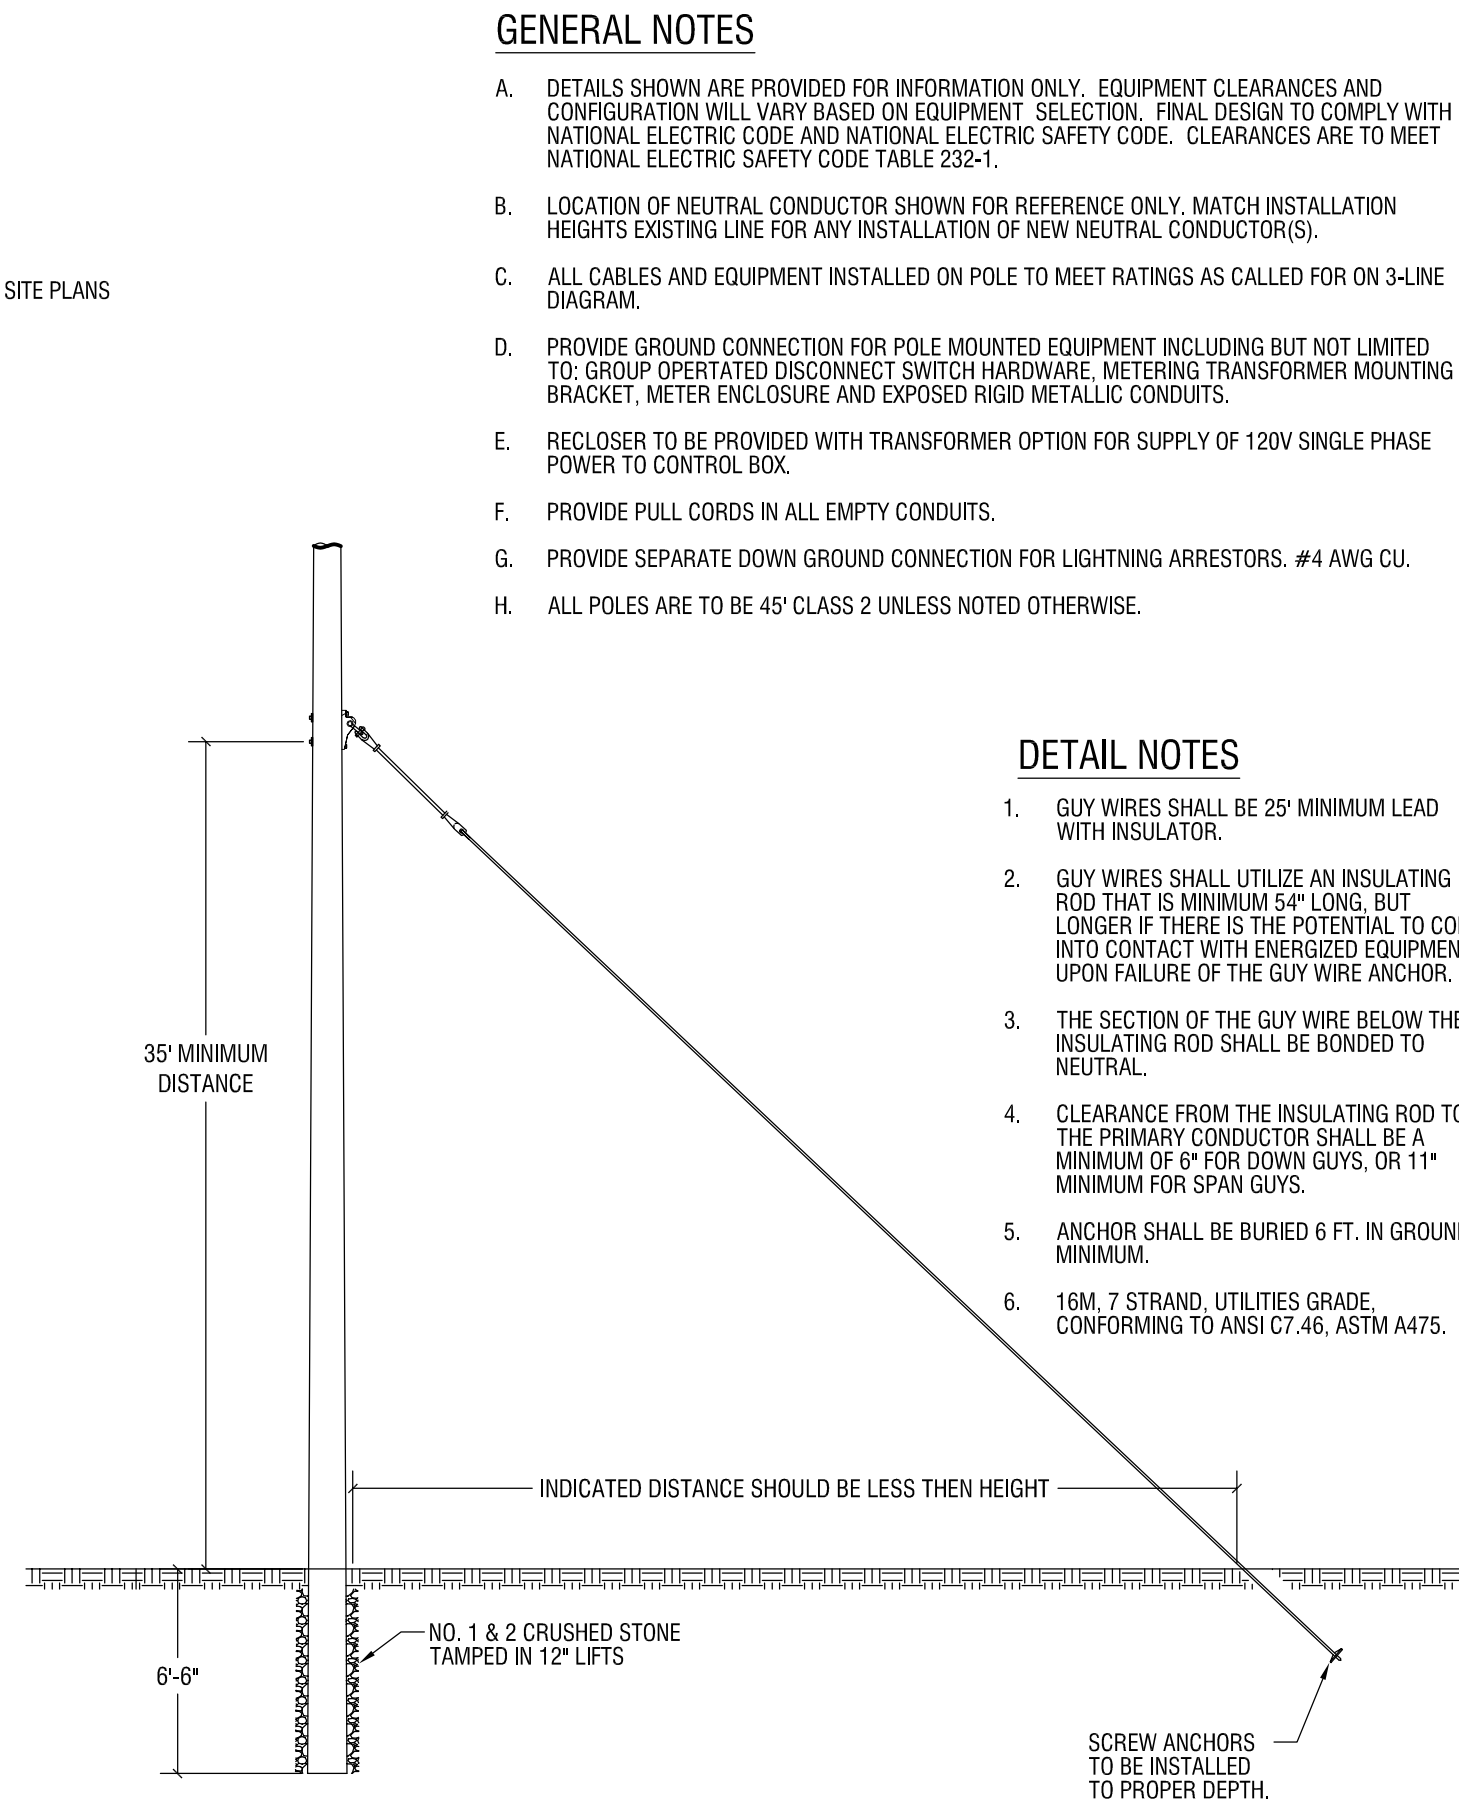 GENERAL NOTES
A. DETAILS SHOWN ARE PROVIDED FOR INFORMATION ONLY. EQUIPMENT CLEARANCES AND
CONFIGURATION WILL VARY BASED ON EQUIPMENT SELECTION. FINAL DESIGN TO COMPLY WITH
NATIONAL ELECTRIC CODE AND NATIONAL ELECTRIC SAFETY CODE. CLEARANCES ARE TO MEET
NATIONAL ELECTRIC SAFETY CODE TABLE 232-1.
B. LOCATION OF NEUTRAL CONDUCTOR SHOWN FOR REFERENCE ONLY. MATCH INSTALLATION
HEIGHTS EXISTING LINE FOR ANY INSTALLATION OF NEW NEUTRAL CONDUCTOR(S).
SITE PLANS
C. ALL CABLES AND EQUIPMENT INSTALLED ON POLE TO MEET RATINGS AS CALLED FOR ON 3-LINE
DIAGRAM.
D. PROVIDE GROUND CONNECTION FOR POLE MOUNTED EQUIPMENT INCLUDING BUT NOT LIMITED
TO: GROUP OPERTATED DISCONNECT SWITCH HARDWARE, METERING TRANSFORMER MOUNTING
BRACKET, METER ENCLOSURE AND EXPOSED RIGID METALLIC CONDUITS.
E. RECLOSER TO BE PROVIDED WITH TRANSFORMER OPTION FOR SUPPLY OF 120V SINGLE PHASE
POWER TO CONTROL BOX.
F. PROVIDE PULL CORDS IN ALL EMPTY CONDUITS.
G. PROVIDE SEPARATE DOWN GROUND CONNECTION FOR LIGHTNING ARRESTORS. #4 AWG CU.
H. ALL POLES ARE TO BE 45' CLASS 2 UNLESS NOTED OTHERWISE.
DETAIL NOTES
1. GUY WIRES SHALL BE 25' MINIMUM LEAD
WITH INSULATOR.
2. GUY WIRES SHALL UTILIZE AN INSULATING
ROD THAT IS MINIMUM 54" LONG, BUT
LONGER IF THERE IS THE POTENTIAL TO
INTO CONTACT WITH ENERGIZED
UPON FAILURE OF THE GUY WIRE ANCHOR.
3. THE SECTION OF THE GUY WIRE BELOW THE
INSULATING ROD SHALL BE BONDED TO
NEUTRAL.
4. CLEARANCE FROM THE INSULATING ROD TO
THE PRIMARY CONDUCTOR SHALL BE A
MINIMUM OF 6" FOR DOWN GUYS, OR 11"
MINIMUM FOR SPAN GUYS.
5. ANCHOR SHALL BE BURIED 6 FT. IN
MINIMUM.
6. 16M, 7 STRAND, UTILITIES GRADE,
CONFORMING TO ANSI C7.46, ASTM A475.
35' MINIMUM
DISTANCE
INDICATED DISTANCE SHOULD BE LESS THEN HEIGHT
NO. 1 & 2 CRUSHED STONE
TAMPED IN 12" LIFTS
6'-6"
SCREW ANCHORS
TO BE INSTALLED
TO PROPER DEPTH.